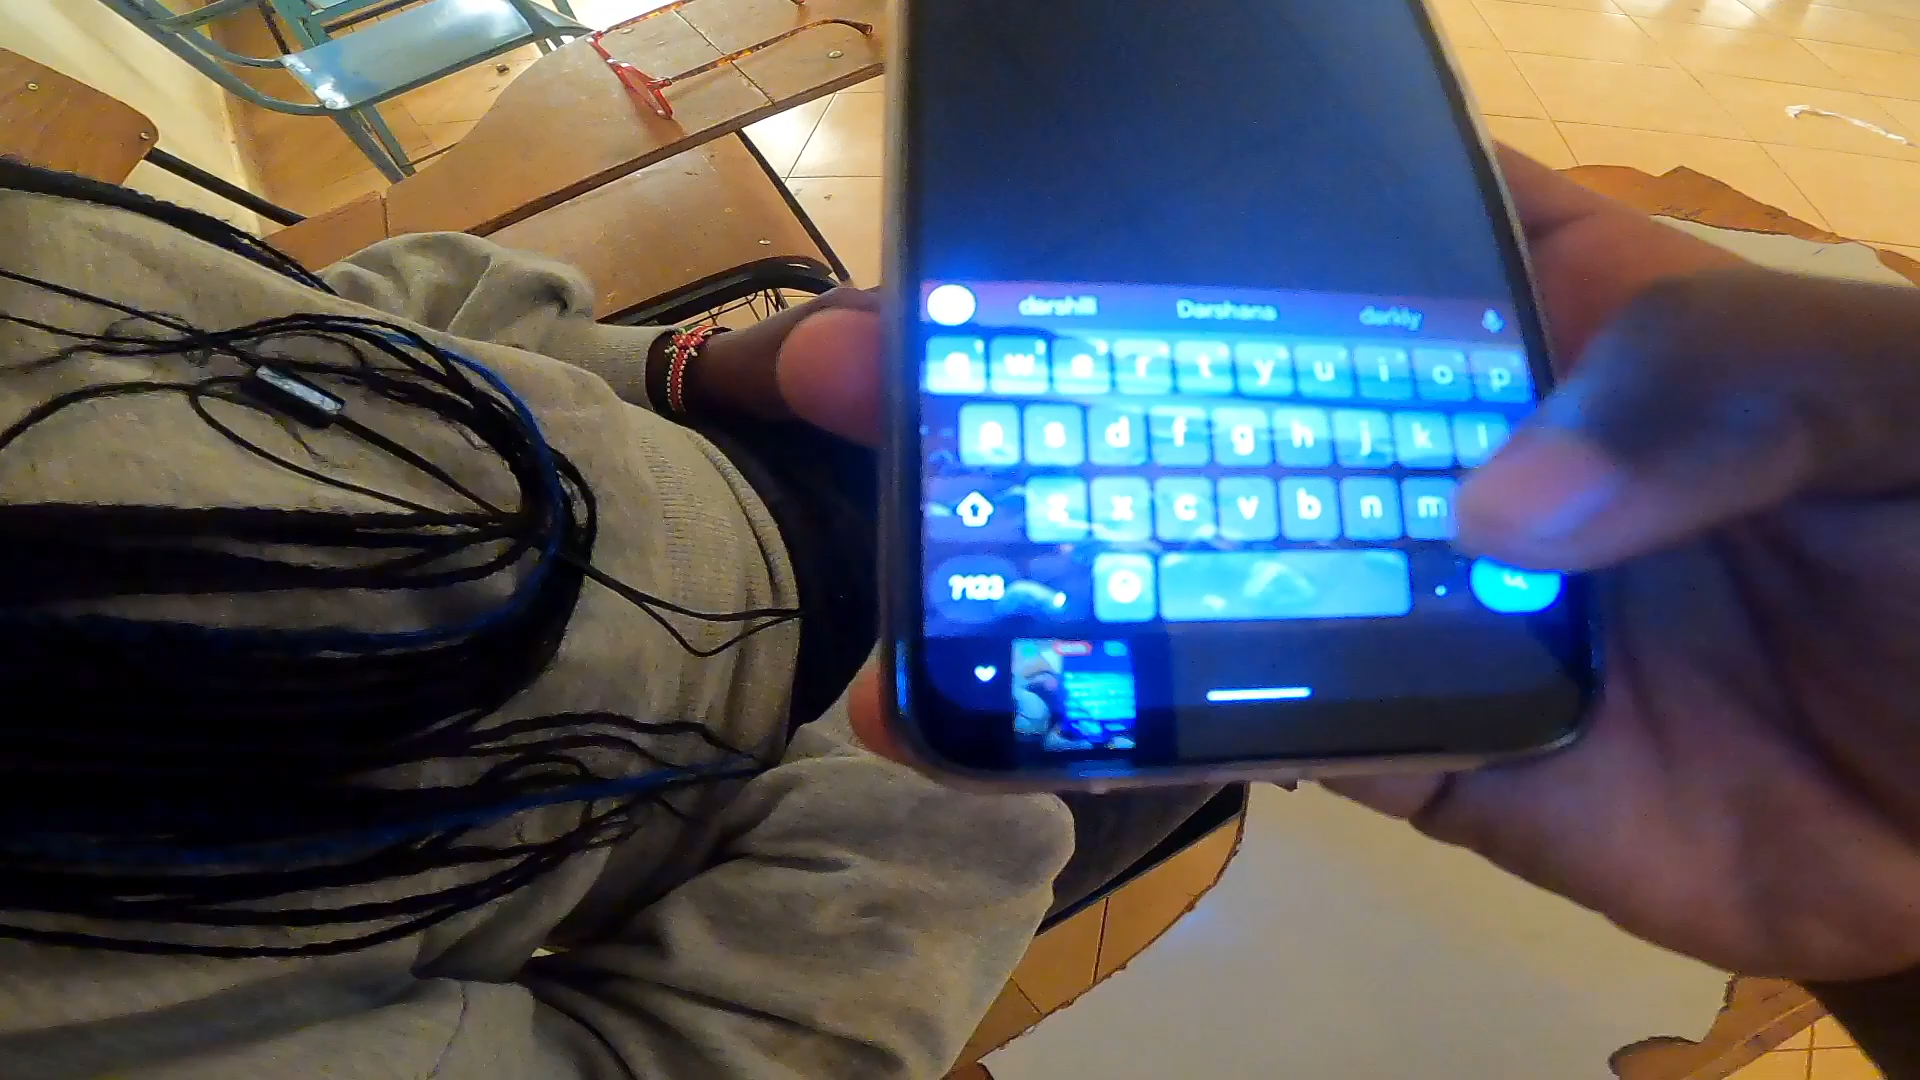 darshill Darshana darkly
q w e r t y u i o p
a s d f g h j k l
z x c v b n m
?123 .